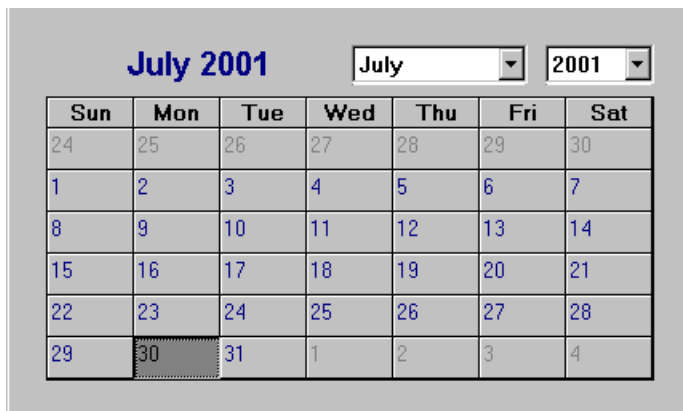 July 2001 July 2001
Sun Mon Tue Wed Thu Fri Sat
24 25 26 27 28 29 30
1 2 3 4 5 6 7
8 9 10 11 12 13 14
15 16 17 18 19 20 21
22 23 24 25 26 27 28
29 30 31 1 2 3 4